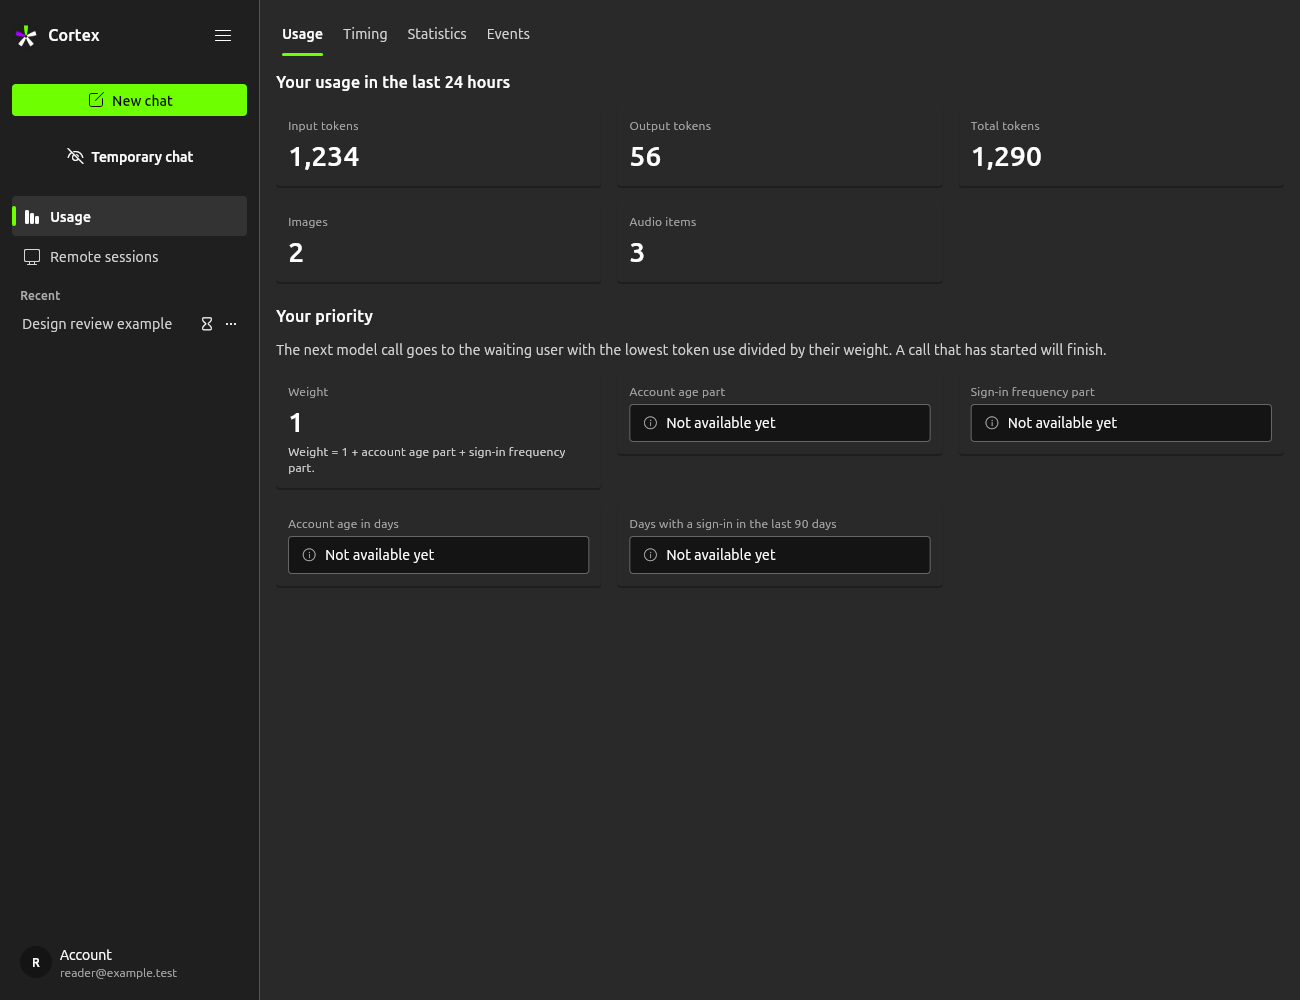 Cortex
New chat
Temporary chat
Usage
Remote sessions
Recent
Design review example
R
Account
reader@example.test
Usage Timing Statistics Events
Your usage in the last 24 hours
Input tokens
1,234
Output tokens
56
Total tokens
1,290
Images
2
Audio items
3
Your priority
The next model call goes to the waiting user with the lowest token use divided by their weight. A call that has started will finish.
Weight
1
Weight = 1 + account age part + sign-in frequency
part.
Account age part
Not available yet
Sign-in frequency part
Not available yet
Account age in days
Not available yet
Days with a sign-in in the last 90 days
Not available yet